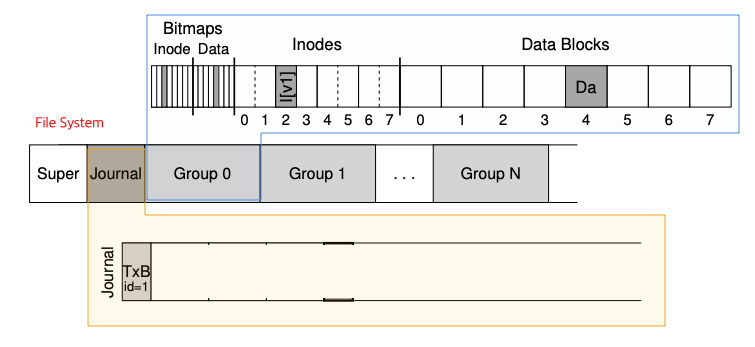 Bitmaps
Inode Data
Inodes
Data Blocks
I[v1]
Da
0 1 2 3 4 5 6 7
0 1 2 3 4 5 6 7
File System
Super
Journal
Group 0
Group 1
. . .
Group N
Journal
TxB
id=1